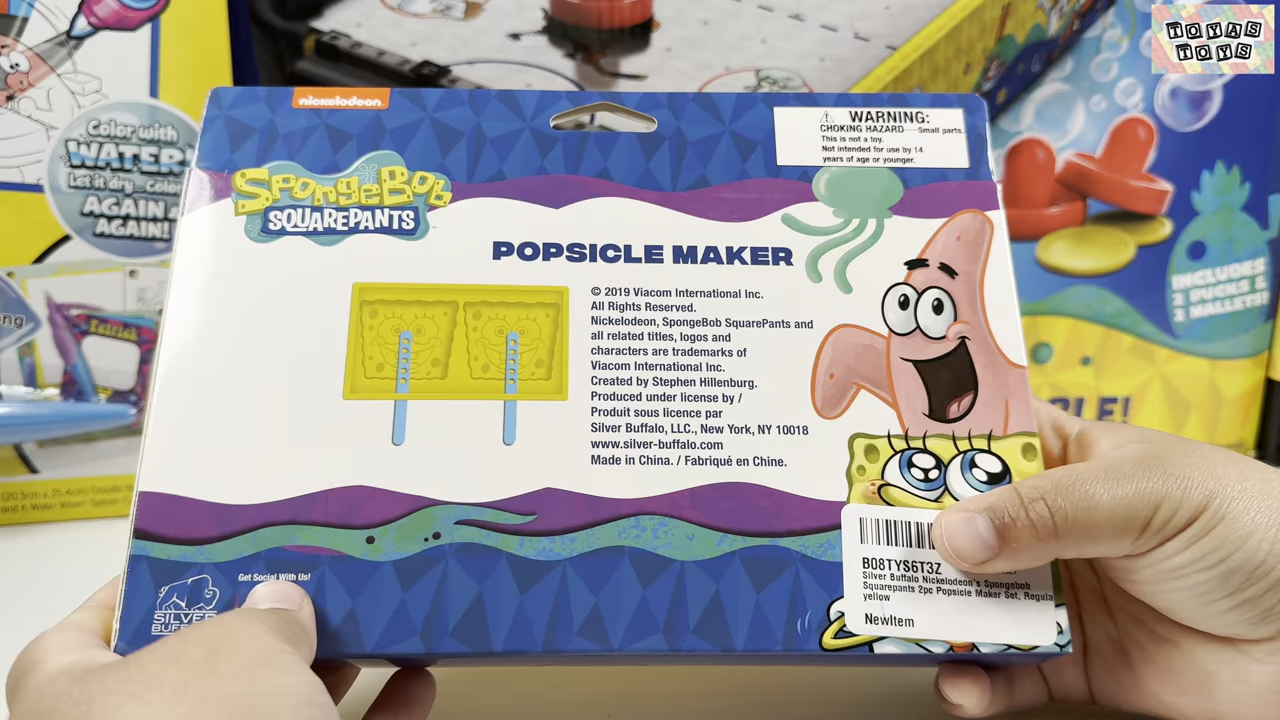 TOYAS
TOYS
Color with
WATER!
Let it dry...Color
AGAIN &
AGAIN!
nickelodeon
WARNING:
CHOKING HAZARD—Small parts.
This is not a toy.
Not intended for use by 14
years of age or younger.
SPONGEBOB
SQUAREPANTS
POPSICLE MAKER
© 2019 Viacom International Inc.
All Rights Reserved.
Nickelodeon, SpongeBob SquarePants and
all related titles, logos and
characters are trademarks of
Viacom International Inc.
Created by Stephen Hillenburg.
Produced under license by /
Produit sous licence par
Silver Buffalo, LLC., New York, NY 10018
www.silver-buffalo.com
Made in China. / Fabriqué en Chine.
INCLUDES
2 PUCKS &
2 MALLETS!
Patrick
Get Social With Us!
SILVER
B08TYS6T3Z
Silver Buffalo Nickelodeon's Spongebob
Squarepants 2pc Popsicle Maker Set, Regula
yellow
NewItem